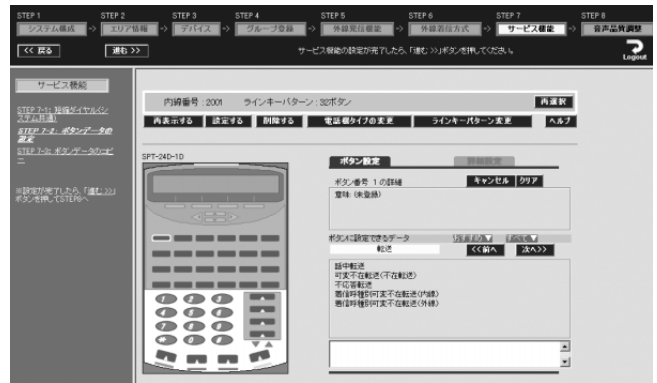 STEP 1
STEP 2
STEP 3
STEP 4
STEP 5
STEP 6
STEP 7
STEP 8
システム構成
エリア情報
デバイス
グループ登録
外線発信機能
外線着信方式
サービス機能
音声品質調整
<< 戻る
進む >>
サービス機能の設定が完了したら、「進む >>」ボタンを押してください。
Logout
サービス機能
STEP 7-1: 短縮ダイヤル(システム共通)
STEP 7-2: ボタンデータの設定
STEP 7-3: ボタンデータのコピー
※設定が完了したら、「進む >>」ボタンを押してSTEP8へ
内線番号 : 2001 ラインキーパターン : 32ボタン
再選択
再表示する
設定する
削除する
電話機タイプの変更
ラインキーパターン変更
ヘルプ
SPT-24D-1D
ボタン設定
詳細設定
ボタン番号 1 の詳細
キャンセル
クリア
意味: (未登録)
ボタンに設定できるデータ
転送
<<前へ
次へ>>
話中転送
可変不在転送(不在転送)
不応答転送
着信呼種別可変不在転送(内線)
着信呼種別可変不在転送(外線)
1 2 3
4 5 6
7 8 9